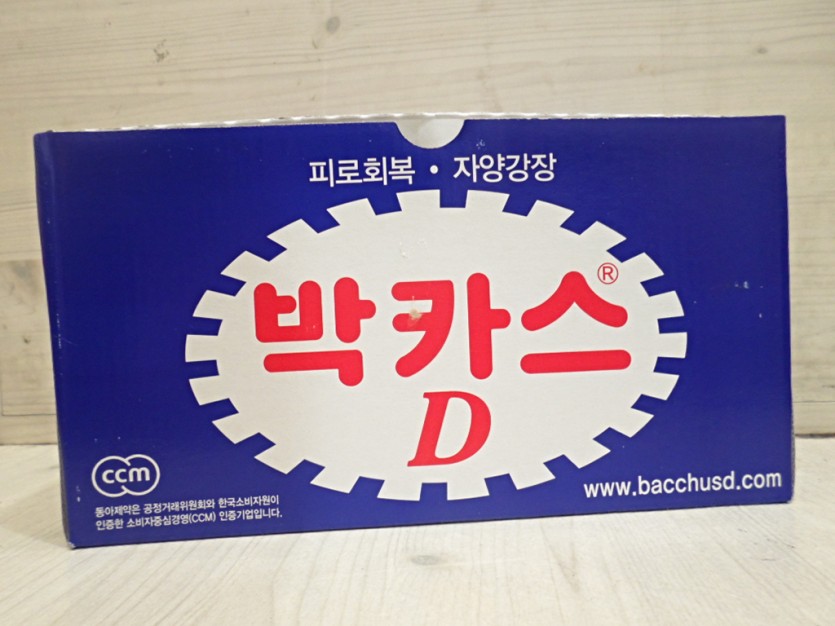 피로회복 · 자양강장
박카스®
D
ccm
동아제약은 공정거래위원회와 한국소비자원이
인증한 소비자중심경영(CCM) 인증기업입니다.
www.bacchusd.com